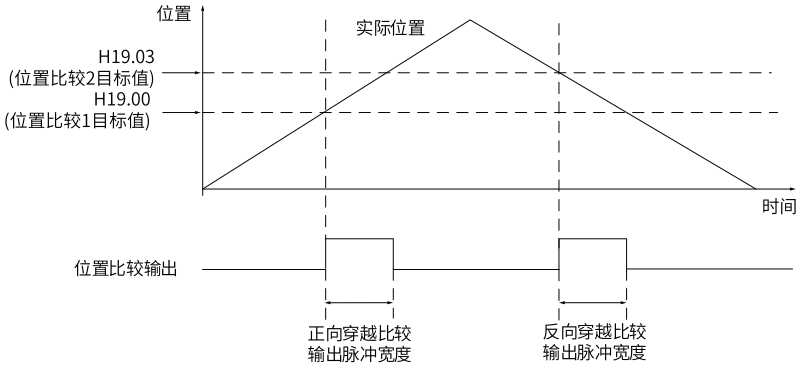 位置
实际位置
H19.03
(位置比较2目标值)
H19.00
(位置比较1目标值)
时间
位置比较输出
正向穿越比较
输出脉冲宽度
反向穿越比较
输出脉冲宽度